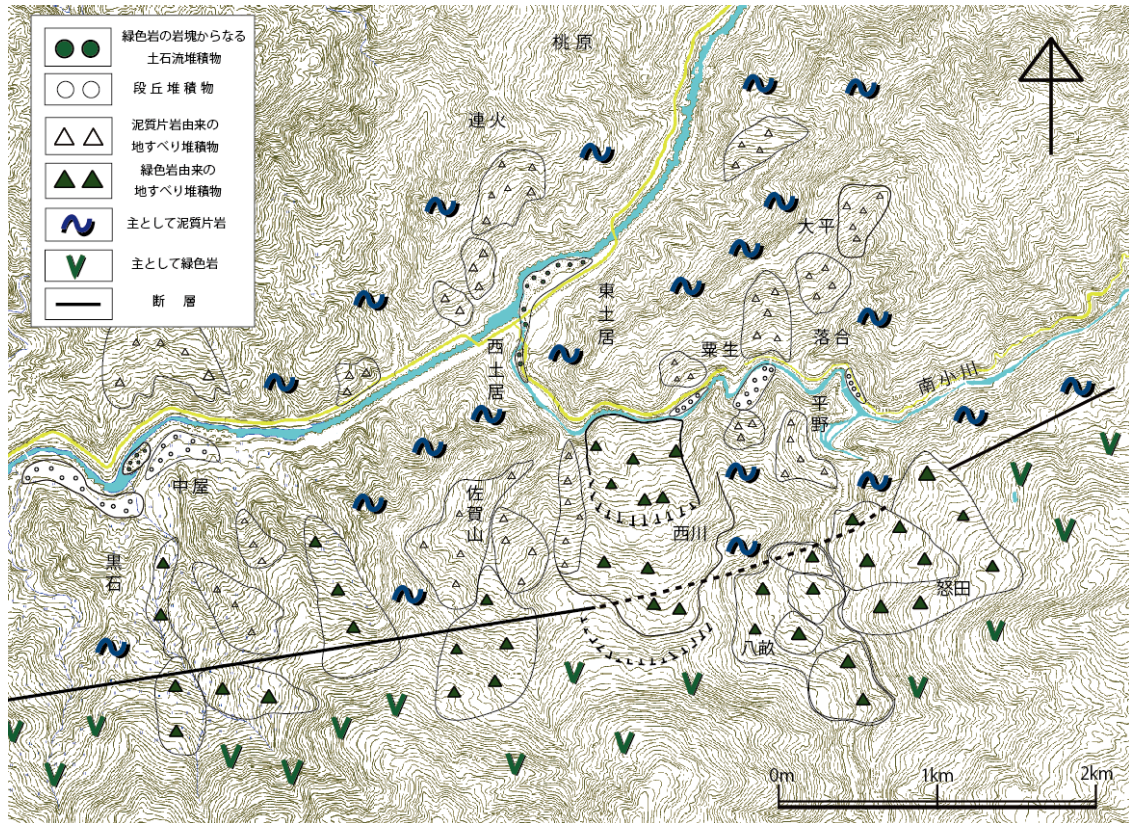 緑色岩の岩塊からなる
土石流堆積物
段丘堆積物
泥質片岩由来の
地すべり堆積物
緑色岩由来の
地すべり堆積物
主として泥質片岩
主として緑色岩
断層
桃原
連火
大平
東土居
西土居
粟生
落合
南小川
平野
中屋
佐賀山
西川
黒石
怒田
八畝
0m
1km
2km